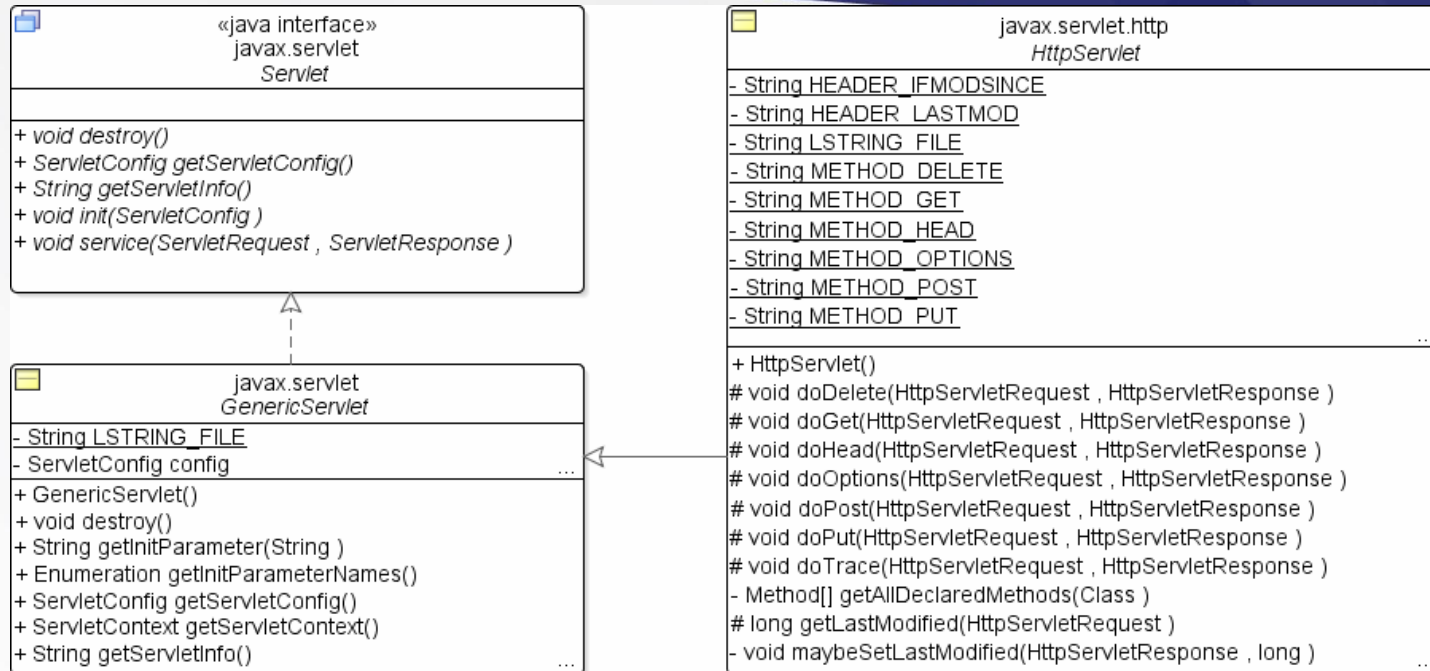 «java interface»
javax.servlet
Servlet
+ void destroy()
+ ServletConfig getServletConfig()
+ String getServletInfo()
+ void init(ServletConfig )
+ void service(ServletRequest , ServletResponse )
javax.servlet
GenericServlet
- String LSTRING_FILE
- ServletConfig config
...
+ GenericServlet()
+ void destroy()
+ String getInitParameter(String )
+ Enumeration getInitParameterNames()
+ ServletConfig getServletConfig()
+ ServletContext getServletContext()
+ String getServletInfo()
...
javax.servlet.http
HttpServlet
- String HEADER_IFMODSINCE
- String HEADER_LASTMOD
- String LSTRING_FILE
- String METHOD_DELETE
- String METHOD_GET
- String METHOD_HEAD
- String METHOD_OPTIONS
- String METHOD_POST
- String METHOD_PUT
...
+ HttpServlet()
# void doDelete(HttpServletRequest , HttpServletResponse )
# void doGet(HttpServletRequest , HttpServletResponse )
# void doHead(HttpServletRequest , HttpServletResponse )
# void doOptions(HttpServletRequest , HttpServletResponse )
# void doPost(HttpServletRequest , HttpServletResponse )
# void doPut(HttpServletRequest , HttpServletResponse )
# void doTrace(HttpServletRequest , HttpServletResponse )
- Method[] getAllDeclaredMethods(Class )
# long getLastModified(HttpServletRequest )
- void maybeSetLastModified(HttpServletResponse , long )
...